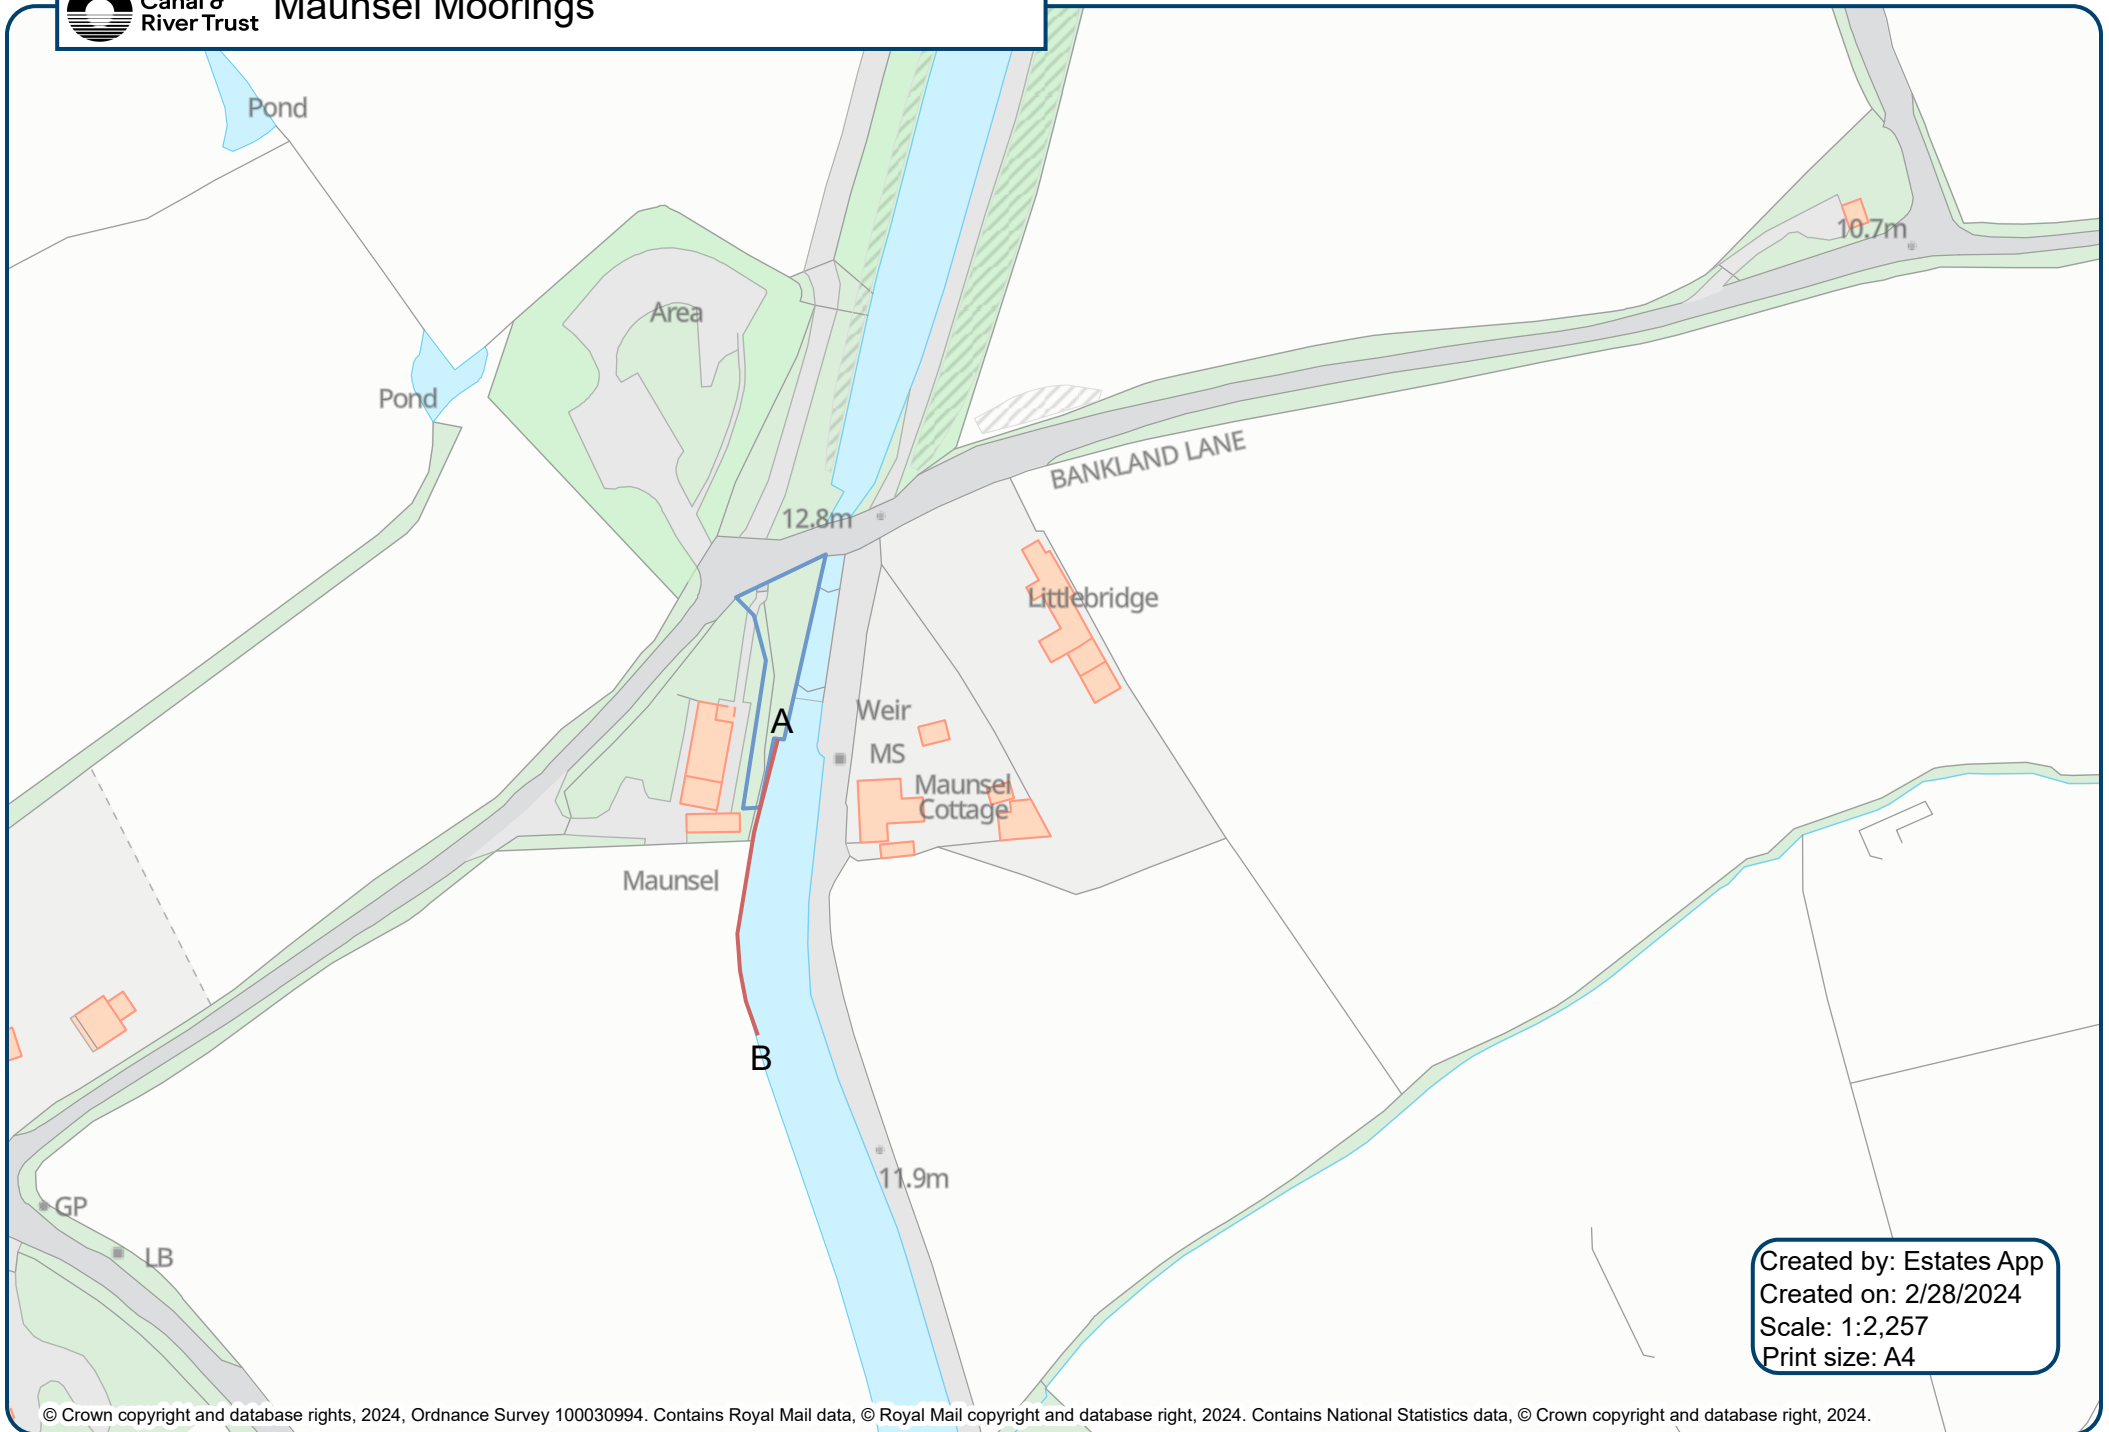 Canal &
River Trust
Maunsel Moorings
Pond
10.7m
Area
Pond
BANKLAND LANE
12.8m
Littlebridge
A
Weir
MS
Maunsel
Cottage
Maunsel
B
11.9m
GP
LB
Created by: Estates App
Created on: 2/28/2024
Scale: 1:2,257
Print size: A4
© Crown copyright and database rights, 2024, Ordnance Survey 100030994. Contains Royal Mail data, © Royal Mail copyright and database right, 2024. Contains National Statistics data, © Crown copyright and database right, 2024.